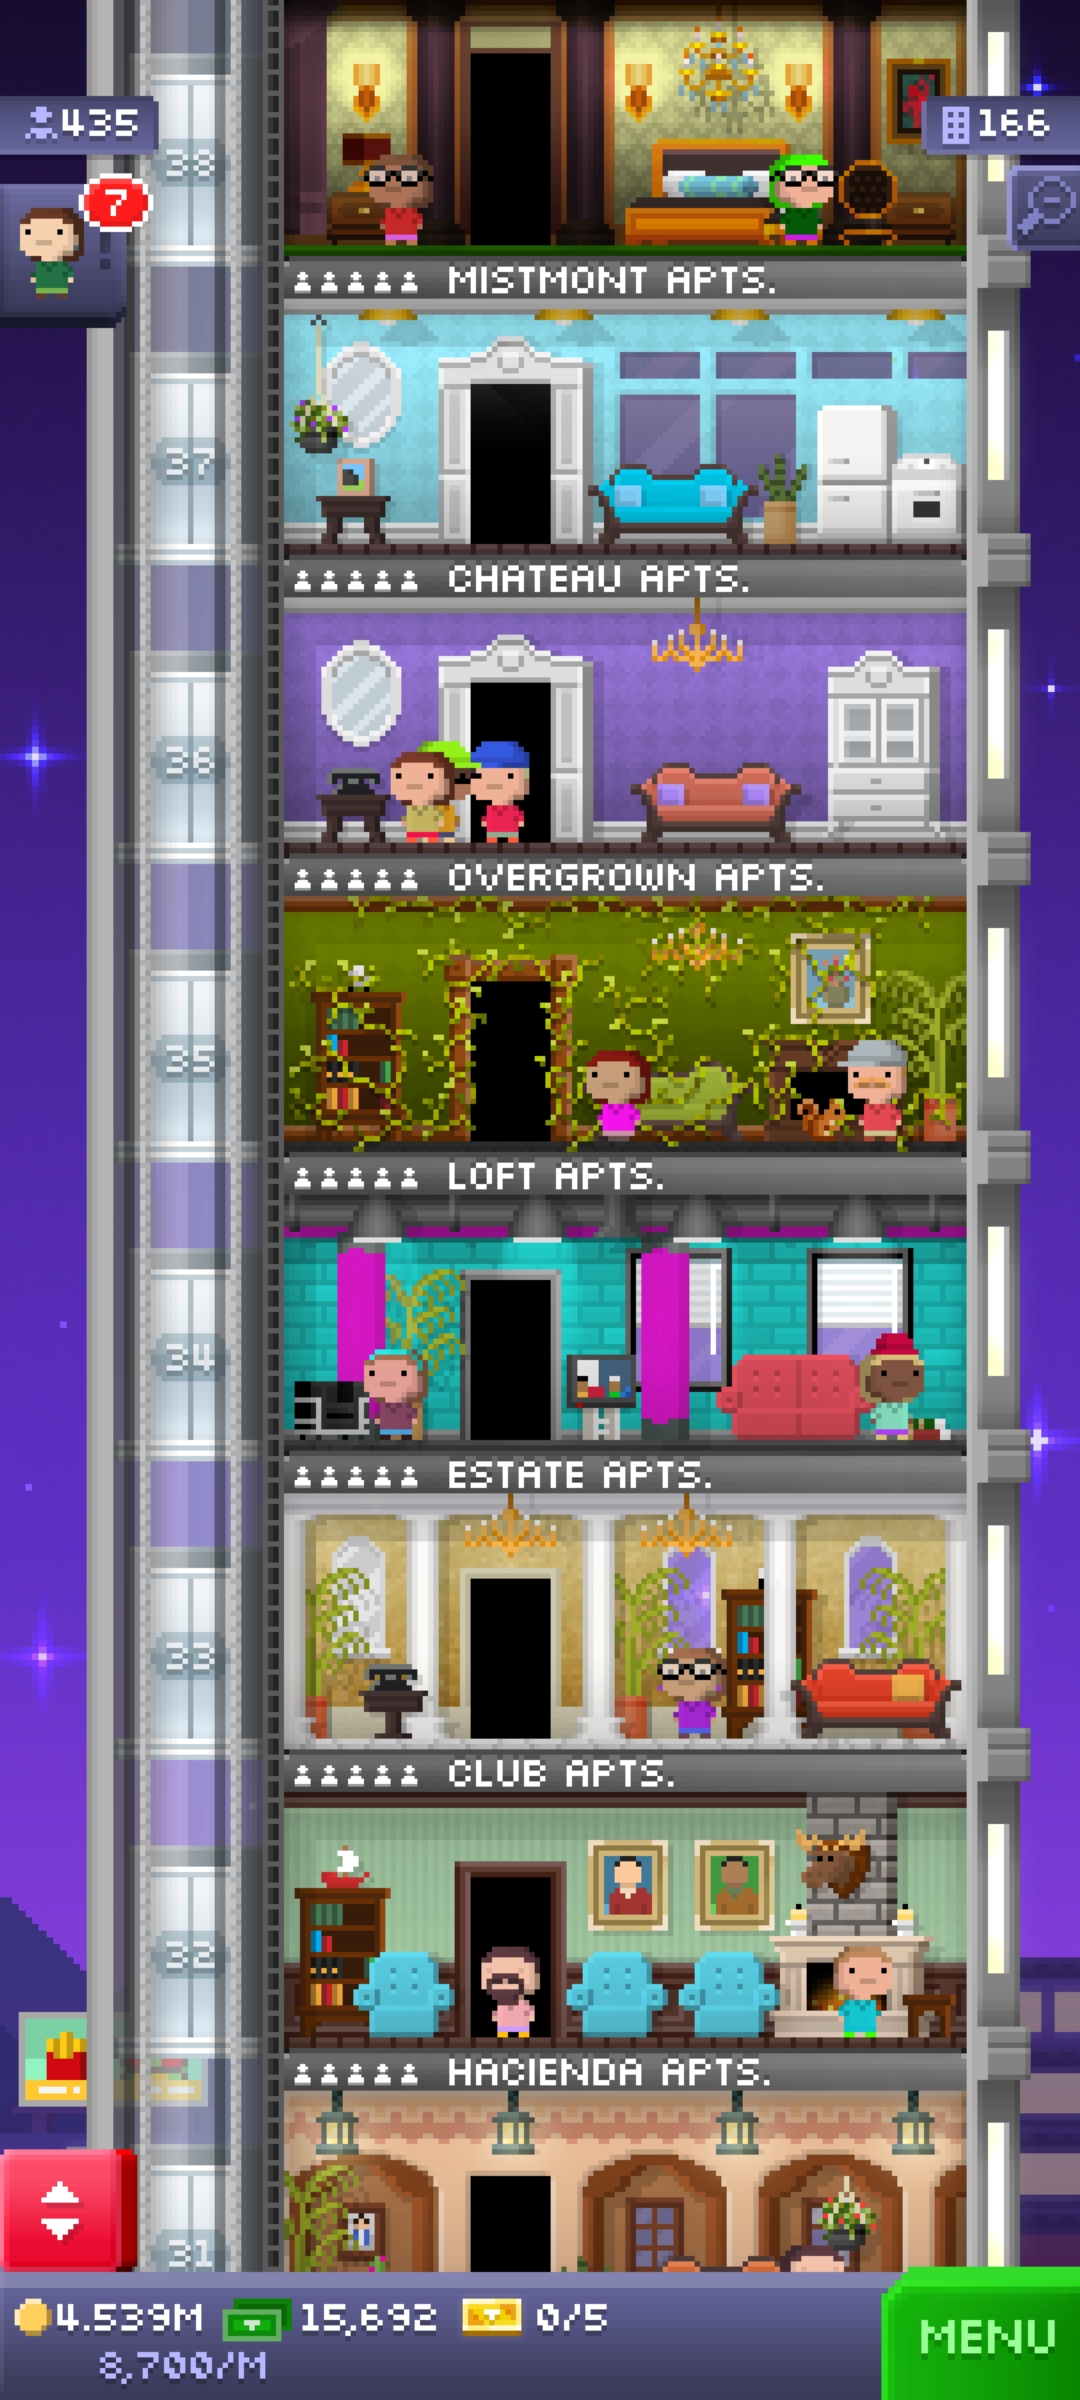 435
166
7
38
MISTMONT APTS.
37
CHATEAU APTS.
36
OVERGROWN APTS.
35
LOFT APTS.
34
ESTATE APTS.
33
CLUB APTS.
32
HACIENDA APTS.
31
4.539M 15,692 0/5
8,700/M
MENU